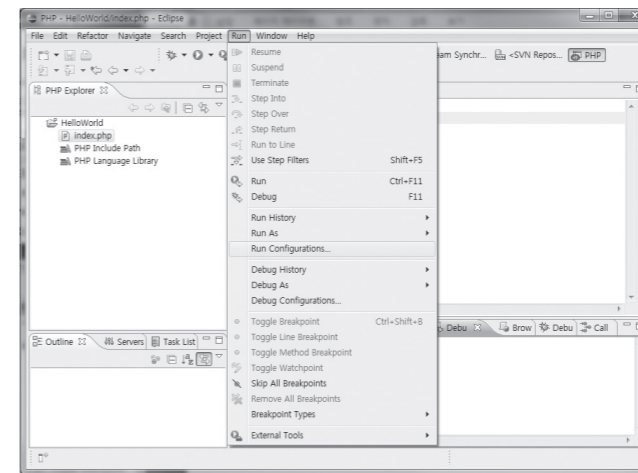 PHP - HelloWorld/index.php - Eclipse
File Edit Refactor Navigate Search Project Run Window Help
Synchr... <SVN Repos... PHP
PHP Explorer
HelloWorld
index.php
PHP Include Path
PHP Language Library
Resume
Suspend
Terminate
Step Into
Step Over
Step Return
Run to Line
Use Step Filters Shift+F5
Run Ctrl+F11
Debug F11
Run History
Run As
Run Configurations...
Debug History
Debug As
Debug Configurations...
Toggle Breakpoint Ctrl+Shift+B
Toggle Line Breakpoint
Toggle Method Breakpoint
Toggle Watchpoint
Skip All Breakpoints
Remove All Breakpoints
Breakpoint Types
External Tools
Outline Servers Task List
Debu Brow Debu Call